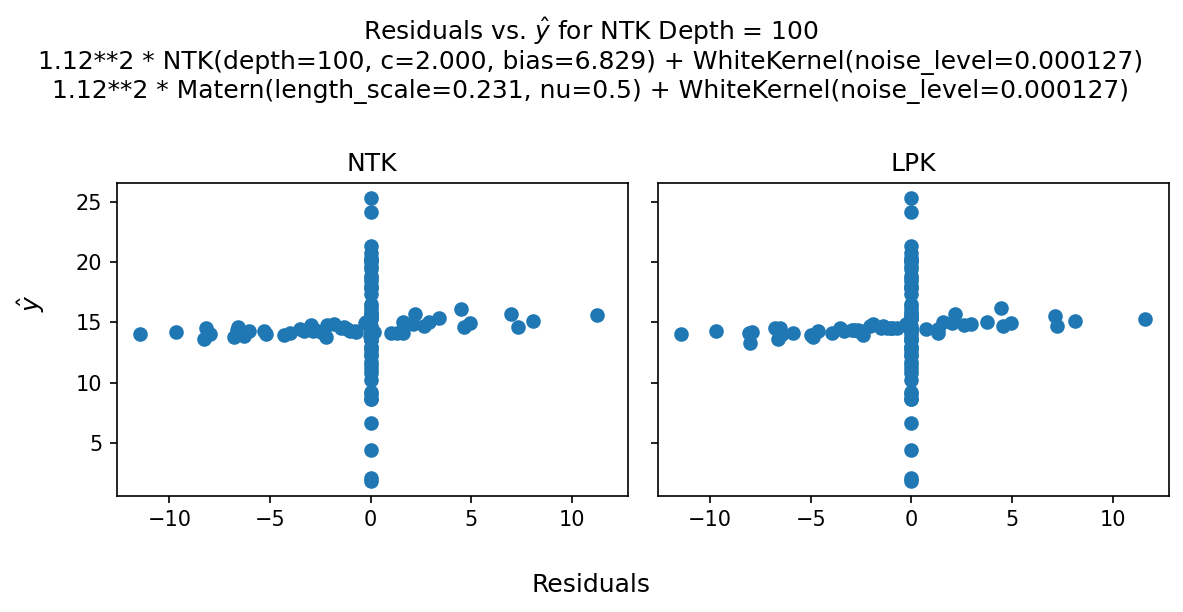 Residuals vs. ŷ for NTK Depth = 100
1.12**2 * NTK(depth=100, c=2.000, bias=6.829) + WhiteKernel(noise_level=0.000127)
1.12**2 * Matern(length_scale=0.231, nu=0.5) + WhiteKernel(noise_level=0.000127)
NTK
LPK
25
20
15
10
5
ŷ
−10 −5 0 5 10
−10 −5 0 5 10
Residuals